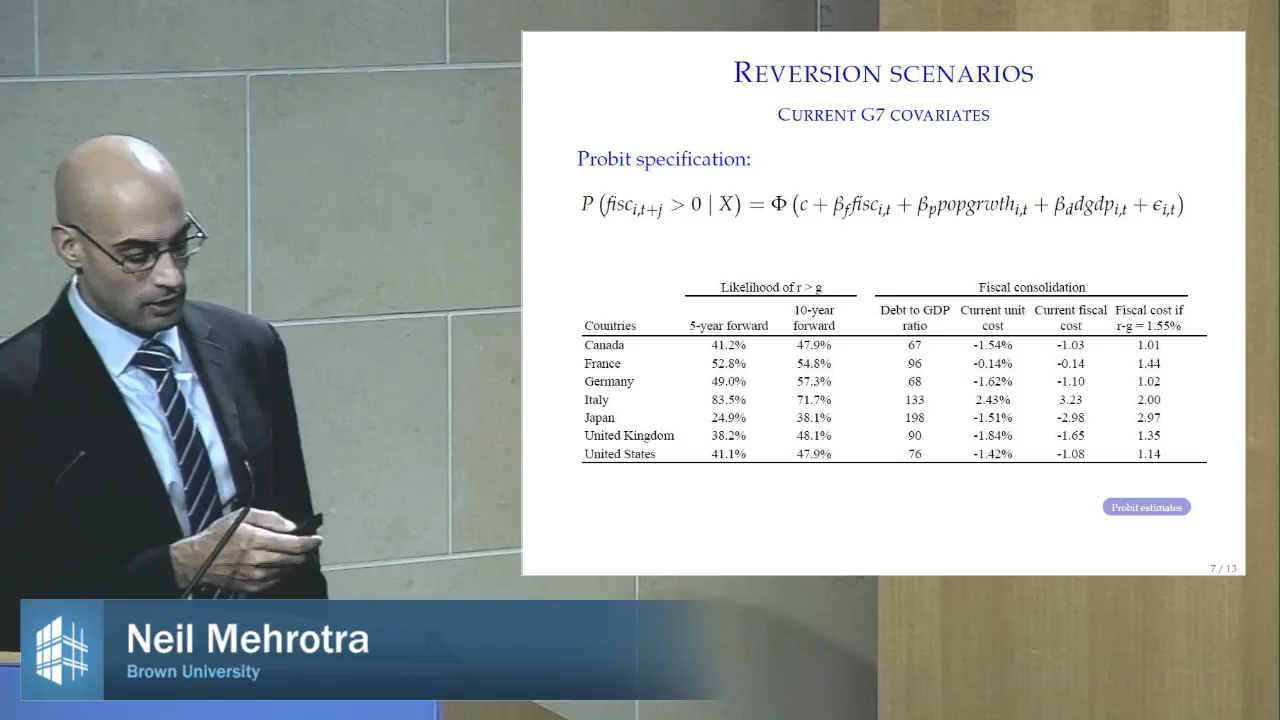 REVERSION SCENARIOS
CURRENT G7 COVARIATES
Probit specification:
P (fisc_{i,t+j} > 0 | X) = Φ (c + β_f fisc_{i,t} + β_p popgrwth_{i,t} + β_d dgdp_{i,t} + ϵ_{i,t})
Likelihood of r > g Fiscal consolidation
10-year Debt to GDP Current unit Current fiscal Fiscal cost if
Countries 5-year forward forward ratio cost cost r-g = 1.55%
Canada 41.2% 47.9% 67 -1.54% -1.03 1.01
France 52.8% 54.8% 96 -0.14% -0.14 1.44
Germany 49.0% 57.3% 68 -1.62% -1.10 1.02
Italy 83.5% 71.7% 133 2.43% 3.23 2.00
Japan 24.9% 38.1% 198 -1.51% -2.98 2.97
United Kingdom 38.2% 48.1% 90 -1.84% -1.65 1.35
United States 41.1% 47.9% 76 -1.42% -1.08 1.14
Probit estimates
7 / 13
Neil Mehrotra
Brown University